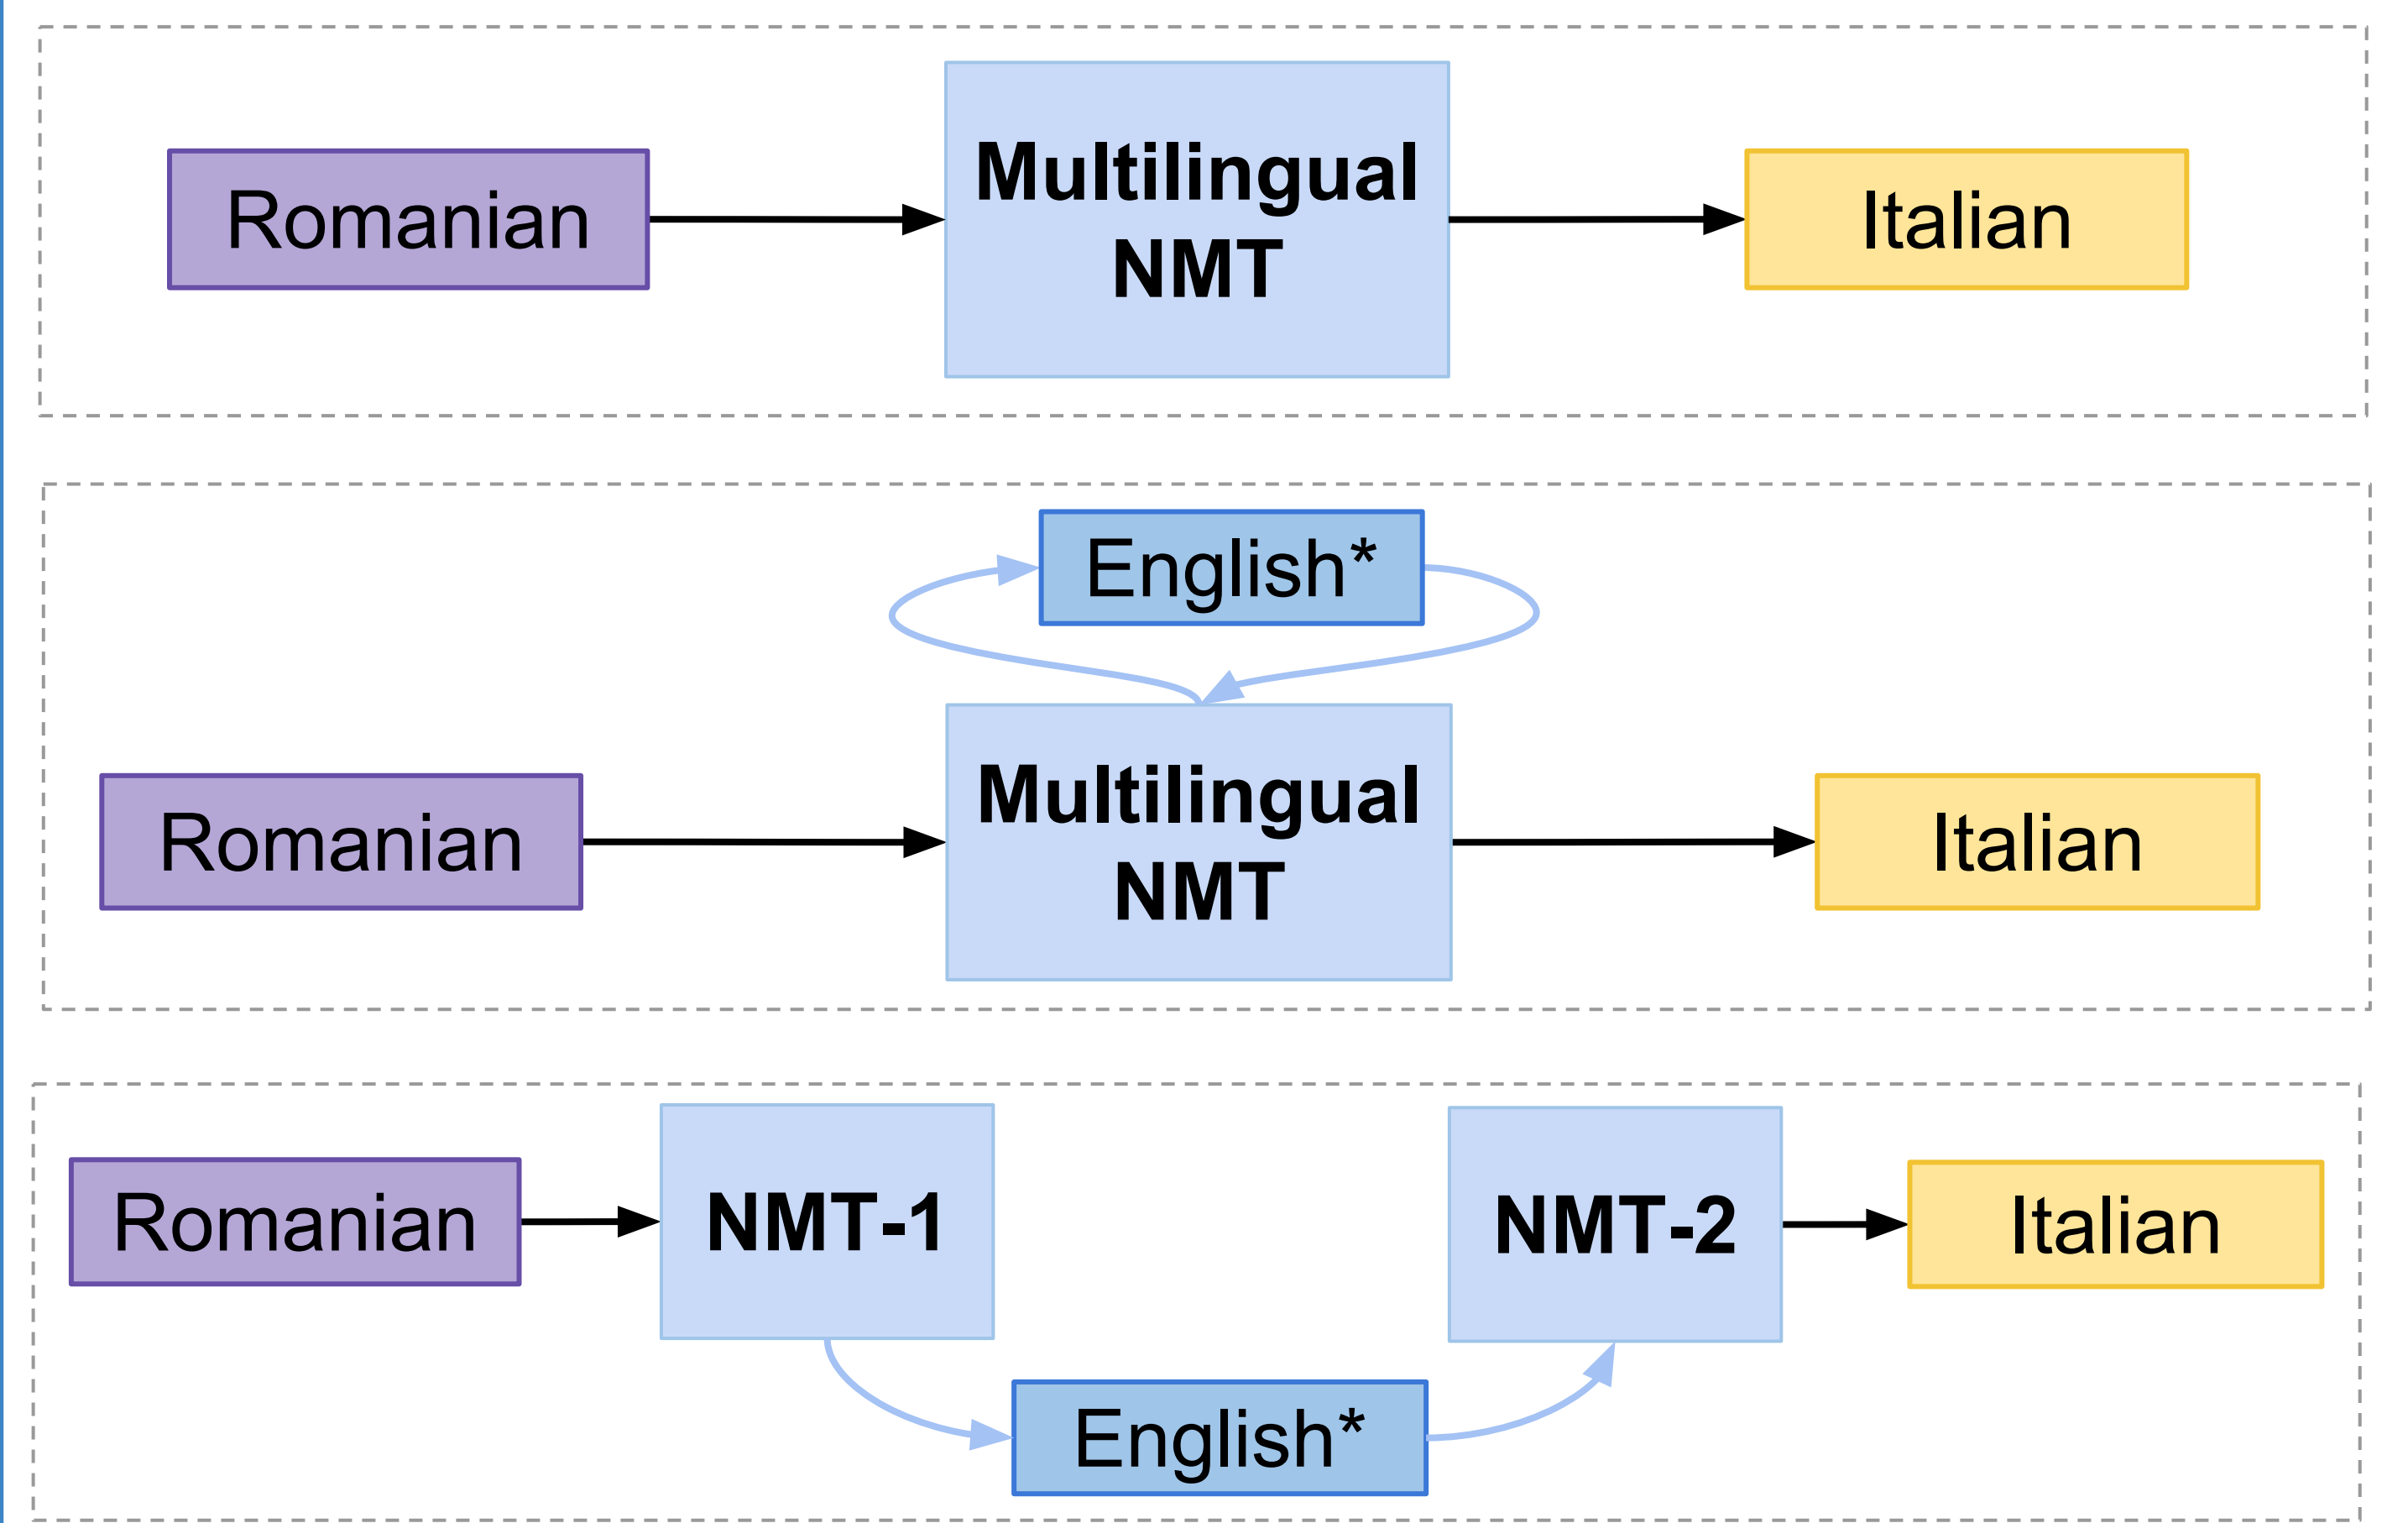 Romanian
Multilingual
NMT
Italian
English*
Romanian
Multilingual
NMT
Italian
Romanian
NMT-1
NMT-2
Italian
English*